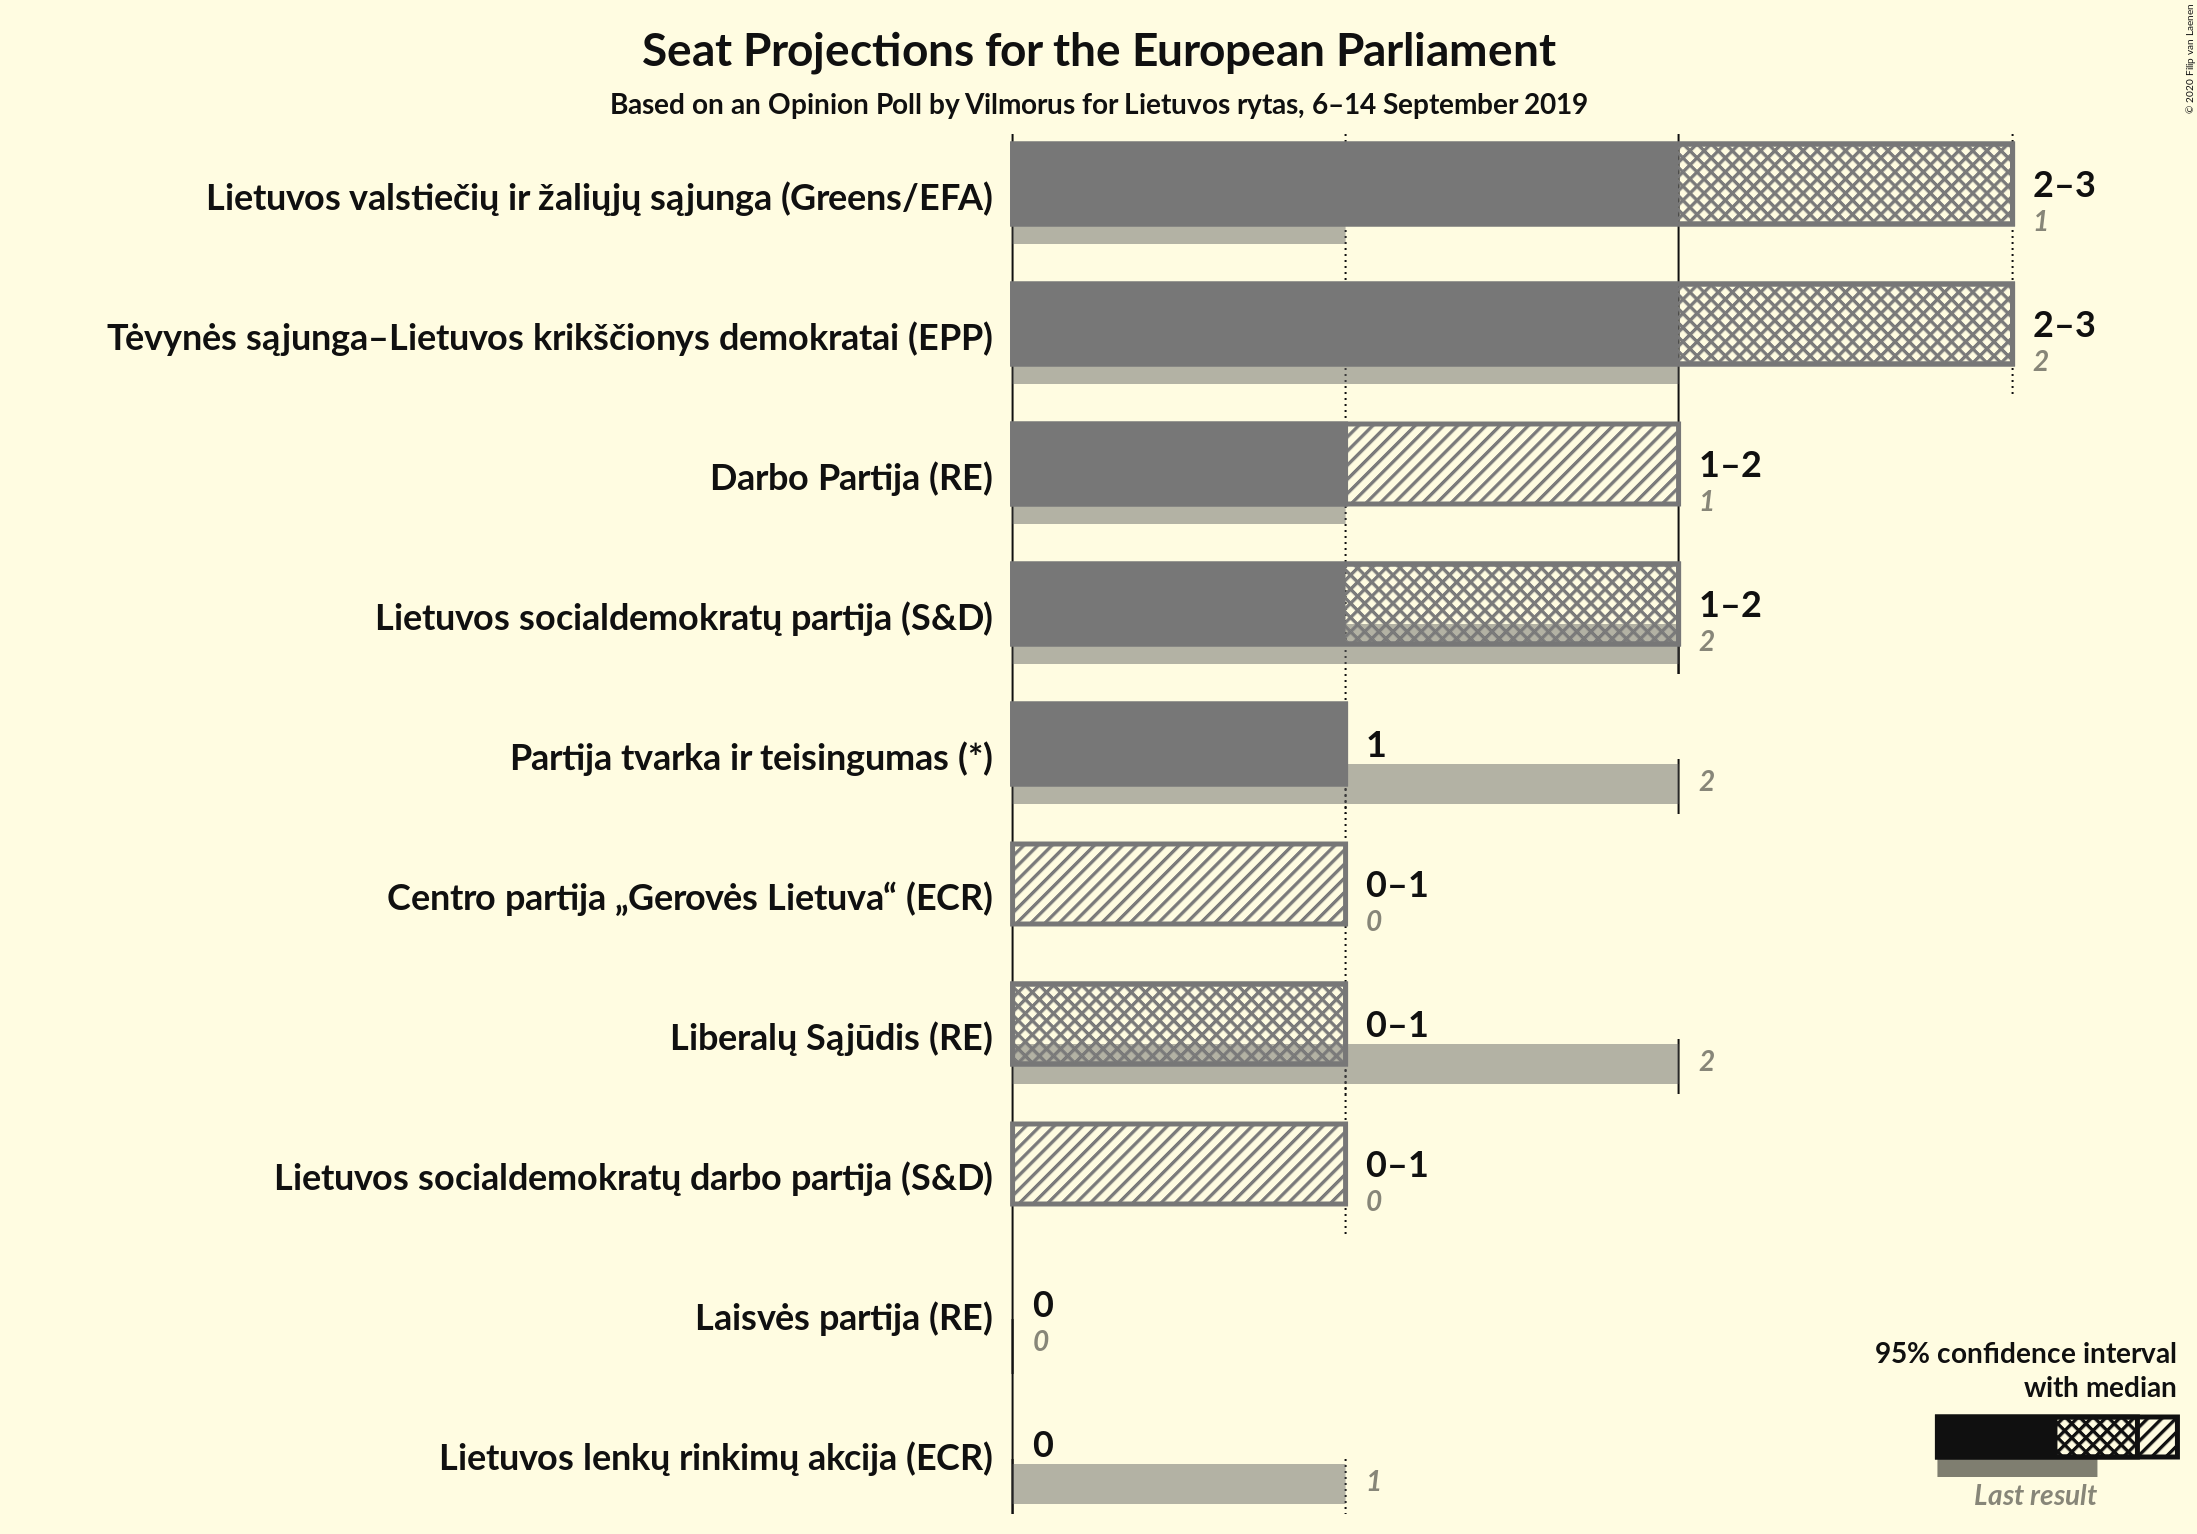 Seat Projections for the European Parliament
Based on an Opinion Poll by Vilmorus for Lietuvos rytas, 6–14 September 2019
© 2020 Filip van Laenen
Lietuvos valstiečių ir žaliųjų sąjunga (Greens/EFA)
2–3
1
Tėvynės sąjunga–Lietuvos krikščionys demokratai (EPP)
2–3
2
Darbo Partija (RE)
1–2
1
Lietuvos socialdemokratų partija (S&D)
1–2
2
Partija tvarka ir teisingumas (*)
1
2
Centro partija „Gerovės Lietuva“ (ECR)
0–1
0
Liberalų Sąjūdis (RE)
0–1
2
Lietuvos socialdemokratų darbo partija (S&D)
0–1
0
Laisvės partija (RE)
0
0
Lietuvos lenkų rinkimų akcija (ECR)
0
1
95% confidence interval
with median
Last result